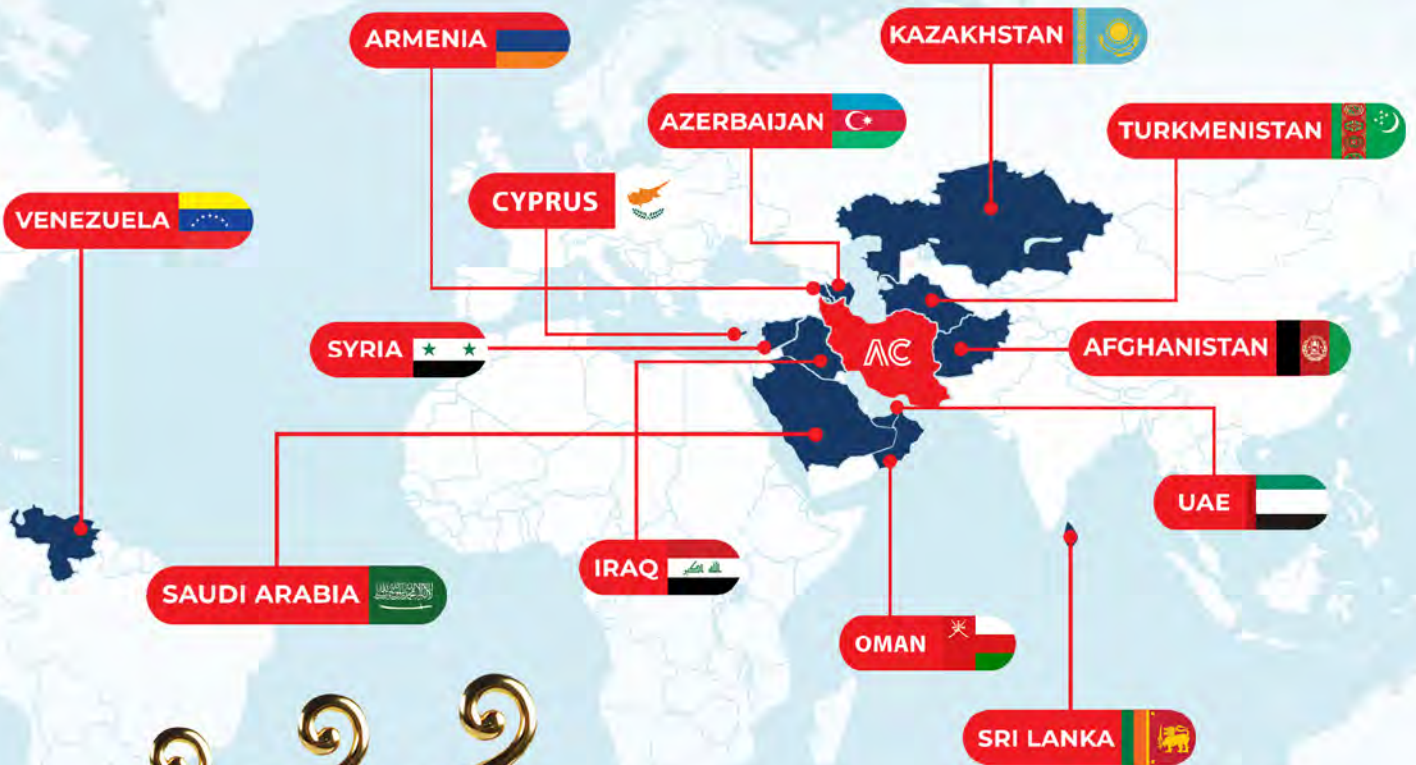 ARMENIA
KAZAKHSTAN
AZERBAIJAN
TURKMENISTAN
CYPRUS
VENEZUELA
SYRIA
AC
AFGHANISTAN
UAE
IRAQ
SAUDI ARABIA
OMAN
SRI LANKA